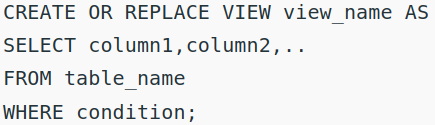 CREATE OR REPLACE VIEW view_name AS
SELECT column1,column2,..
FROM table_name
WHERE condition;